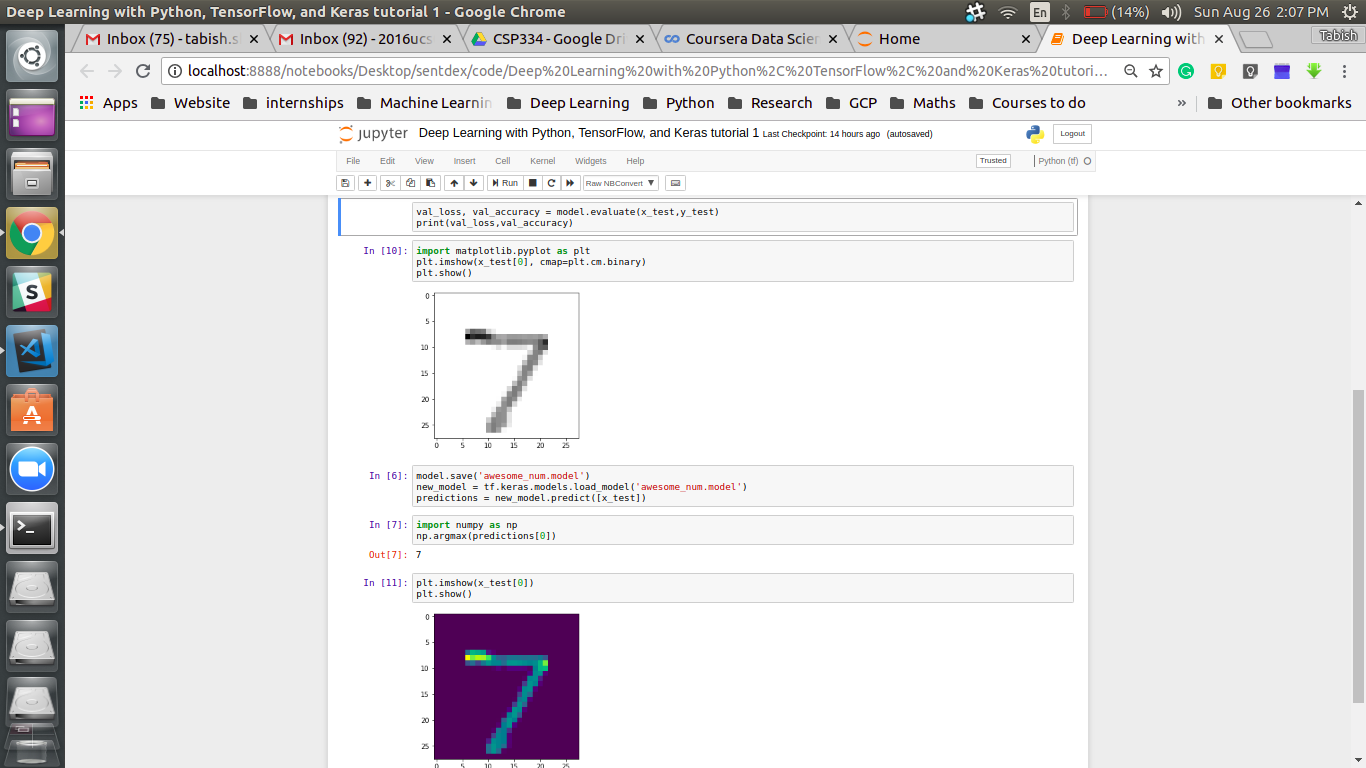 Deep Learning with Python, TensorFlow, and Keras tutorial 1 - Google Chrome
En
(14%)
Sun Aug 26 2:07 PM
Inbox (75) - tabish.s
Inbox (92) - 2016ucs
CSP334 - Google Dri
Coursera Data Scien
Home
Deep Learning with
Tabish
localhost:8888/notebooks/Desktop/sentdex/code/Deep%20Learning%20with%20Python%2C%20TensorFlow%2C%20and%20Keras%20tutori...
Apps
Website
internships
Machine Learnin
Deep Learning
Python
Research
GCP
Maths
Courses to do
»
Other bookmarks
jupyter
Deep Learning with Python, TensorFlow, and Keras tutorial 1
Last Checkpoint: 14 hours ago
(autosaved)
Logout
File
Edit
View
Insert
Cell
Kernel
Widgets
Help
Trusted
Python (tf)
Run
Raw NBConvert
val_loss, val_accuracy = model.evaluate(x_test,y_test)
print(val_loss,val_accuracy)
In [10]:
import matplotlib.pyplot as plt
plt.imshow(x_test[0], cmap=plt.cm.binary)
plt.show()
0
5
10
15
20
25
0 5 10 15 20 25
7
In [6]:
model.save('awesome_num.model')
new_model = tf.keras.models.load_model('awesome_num.model')
predictions = new_model.predict([x_test])
In [7]:
import numpy as np
np.argmax(predictions[0])
Out[7]:
7
In [11]:
plt.imshow(x_test[0])
plt.show()
0
5
10
15
20
25
0 5 10 15 20 25
7